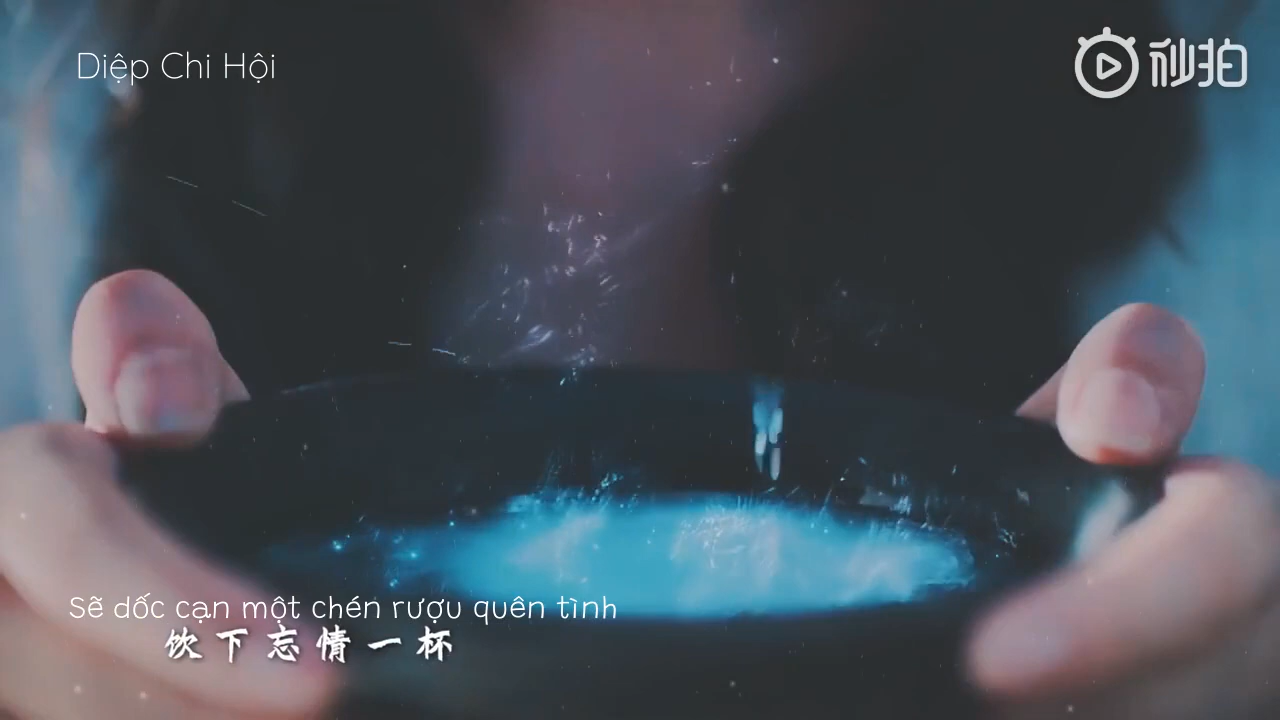 Diệp Chi Hội
秒拍
Sẽ dốc cạn một chén rượu quên tình
饮下忘情一杯